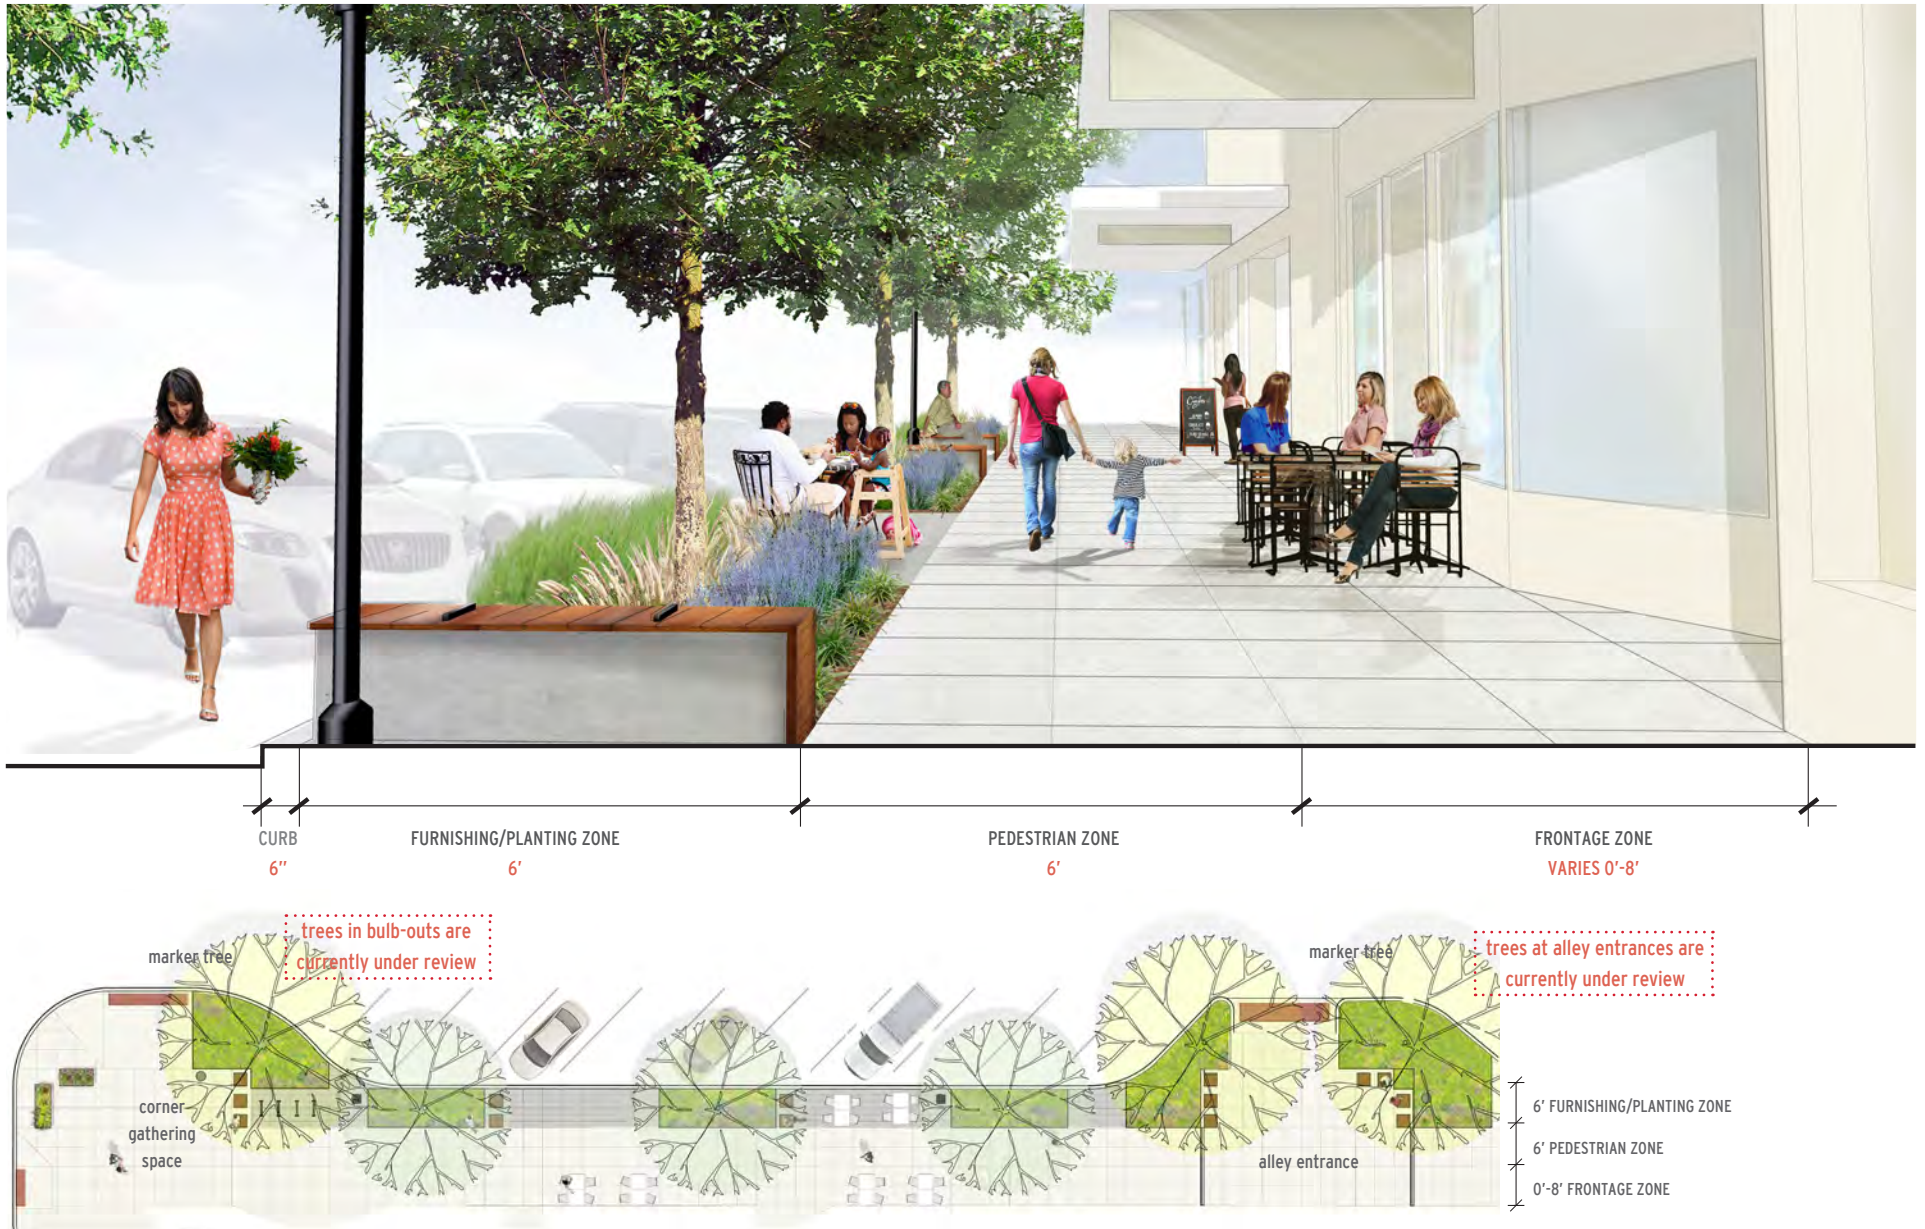 CURB
6"
FURNISHING/PLANTING ZONE
6'
PEDESTRIAN ZONE
6'
FRONTAGE ZONE
VARIES 0'-8'
marker tree
trees in bulb-outs are
currently under review
marker tree
trees at alley entrances are
currently under review
corner
gathering
space
alley entrance
6' FURNISHING/PLANTING ZONE
6' PEDESTRIAN ZONE
0'-8' FRONTAGE ZONE